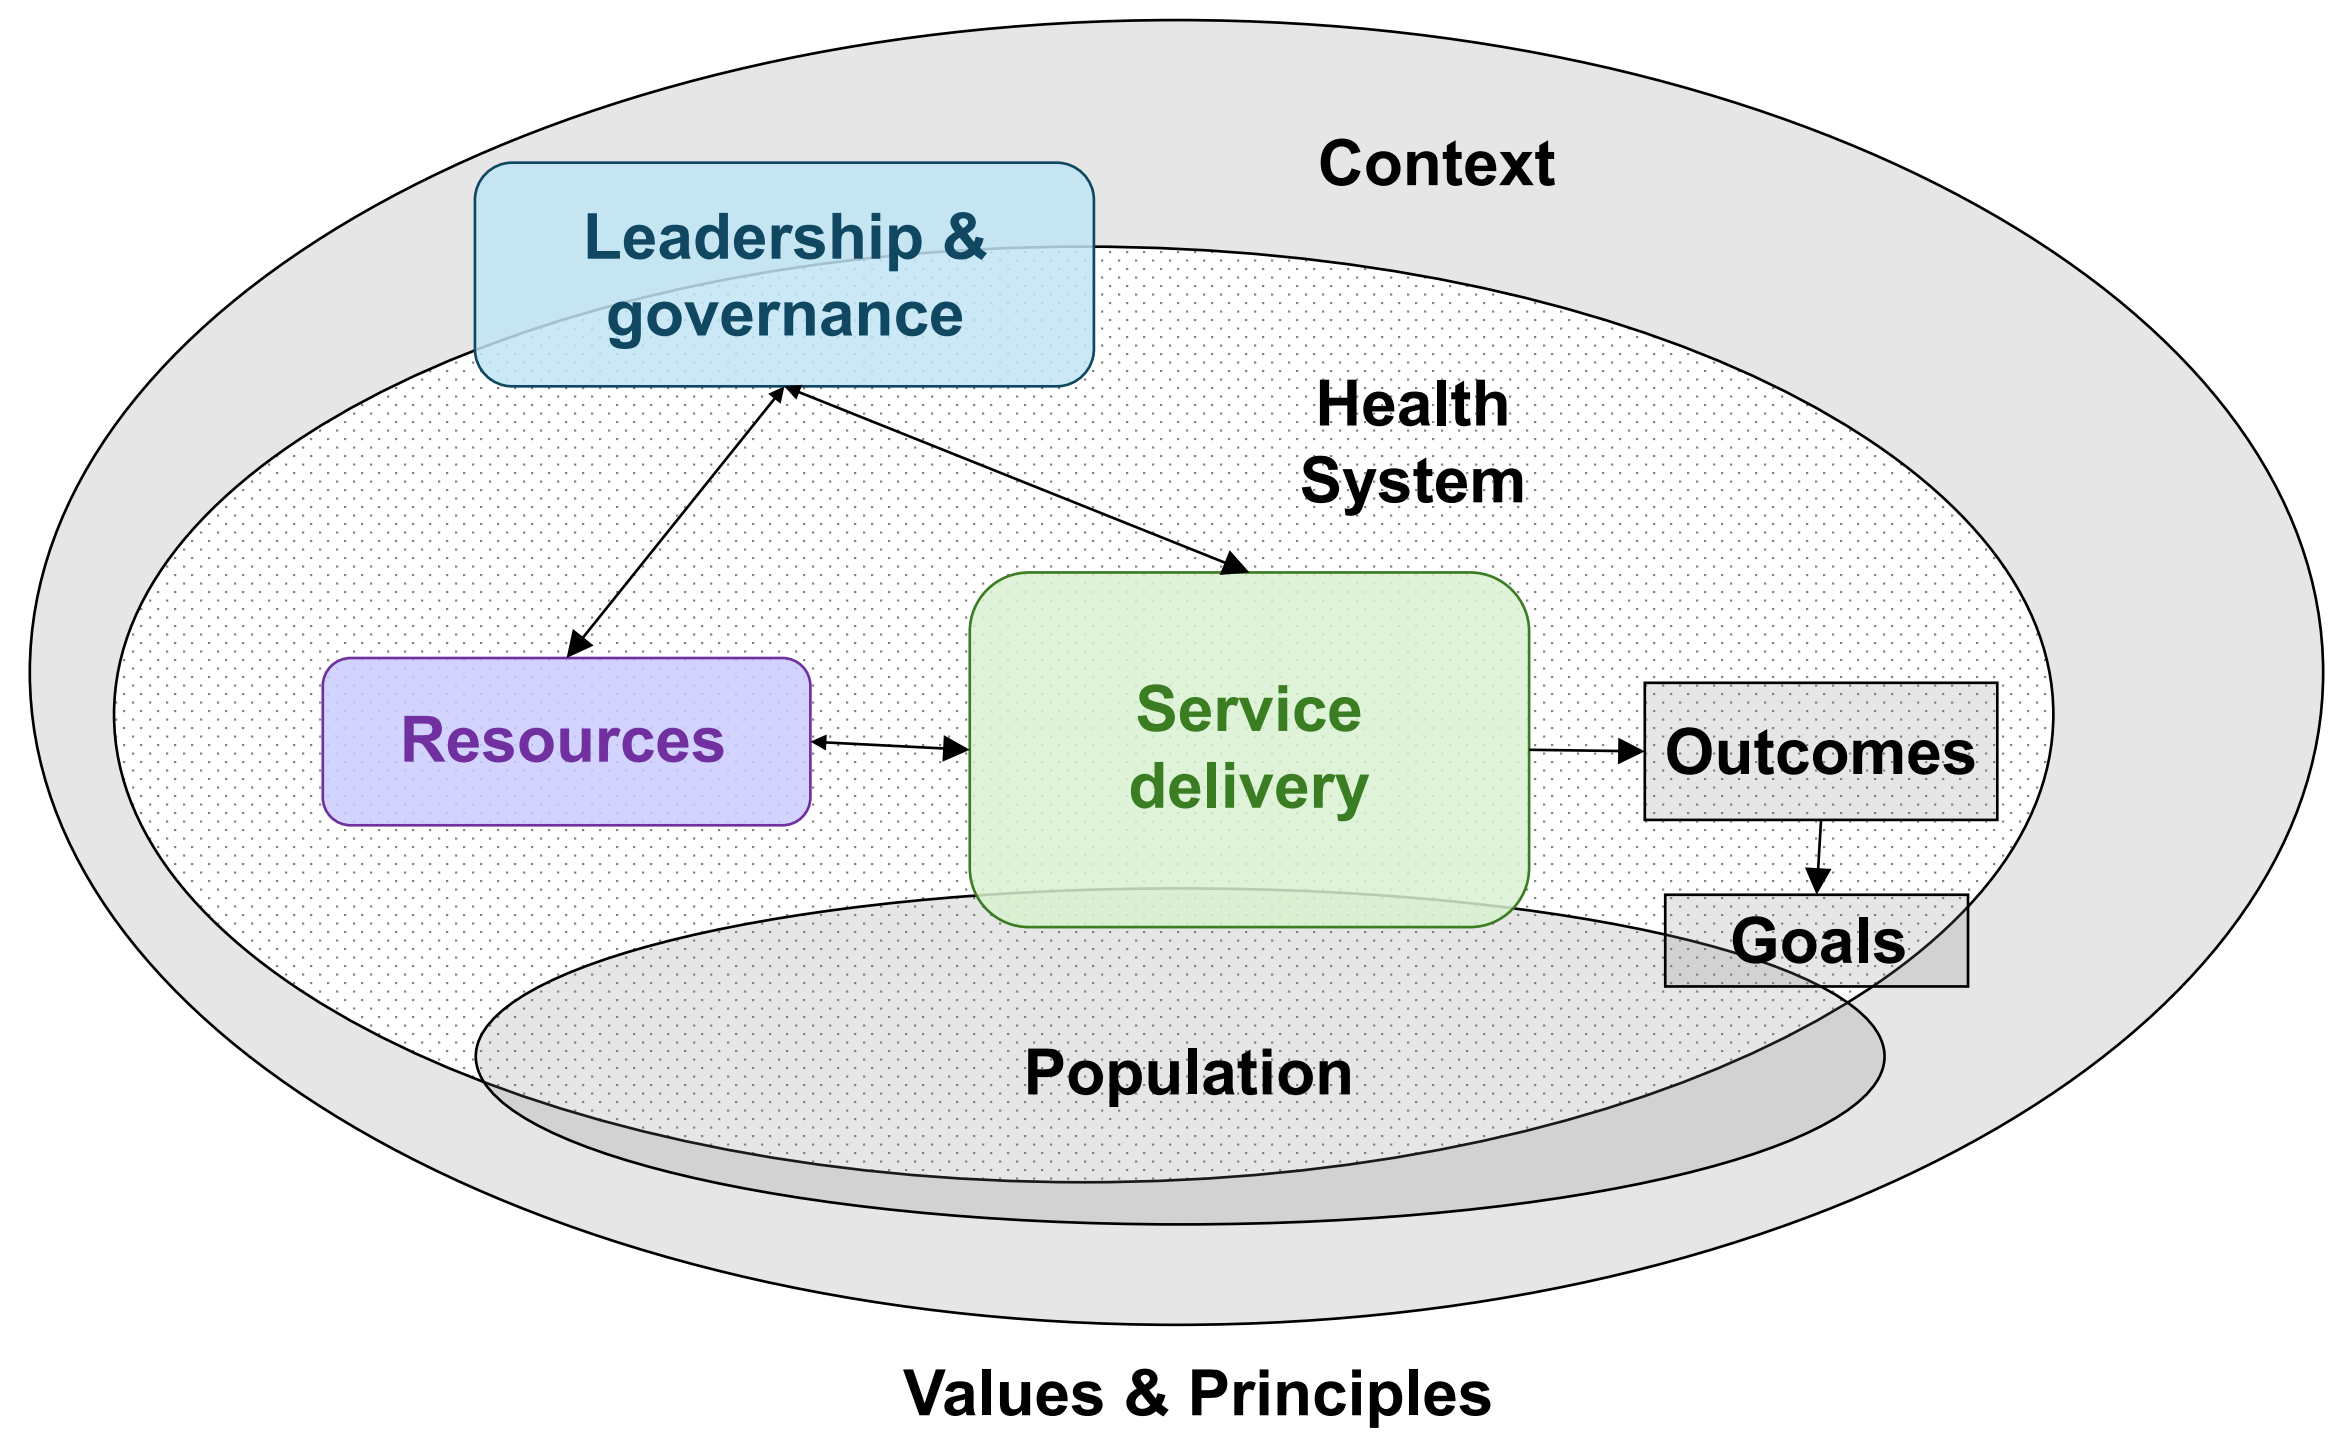 Context
Leadership &
governance
Health
System
Service
delivery
Resources
Outcomes
Goals
Population
Values & Principles